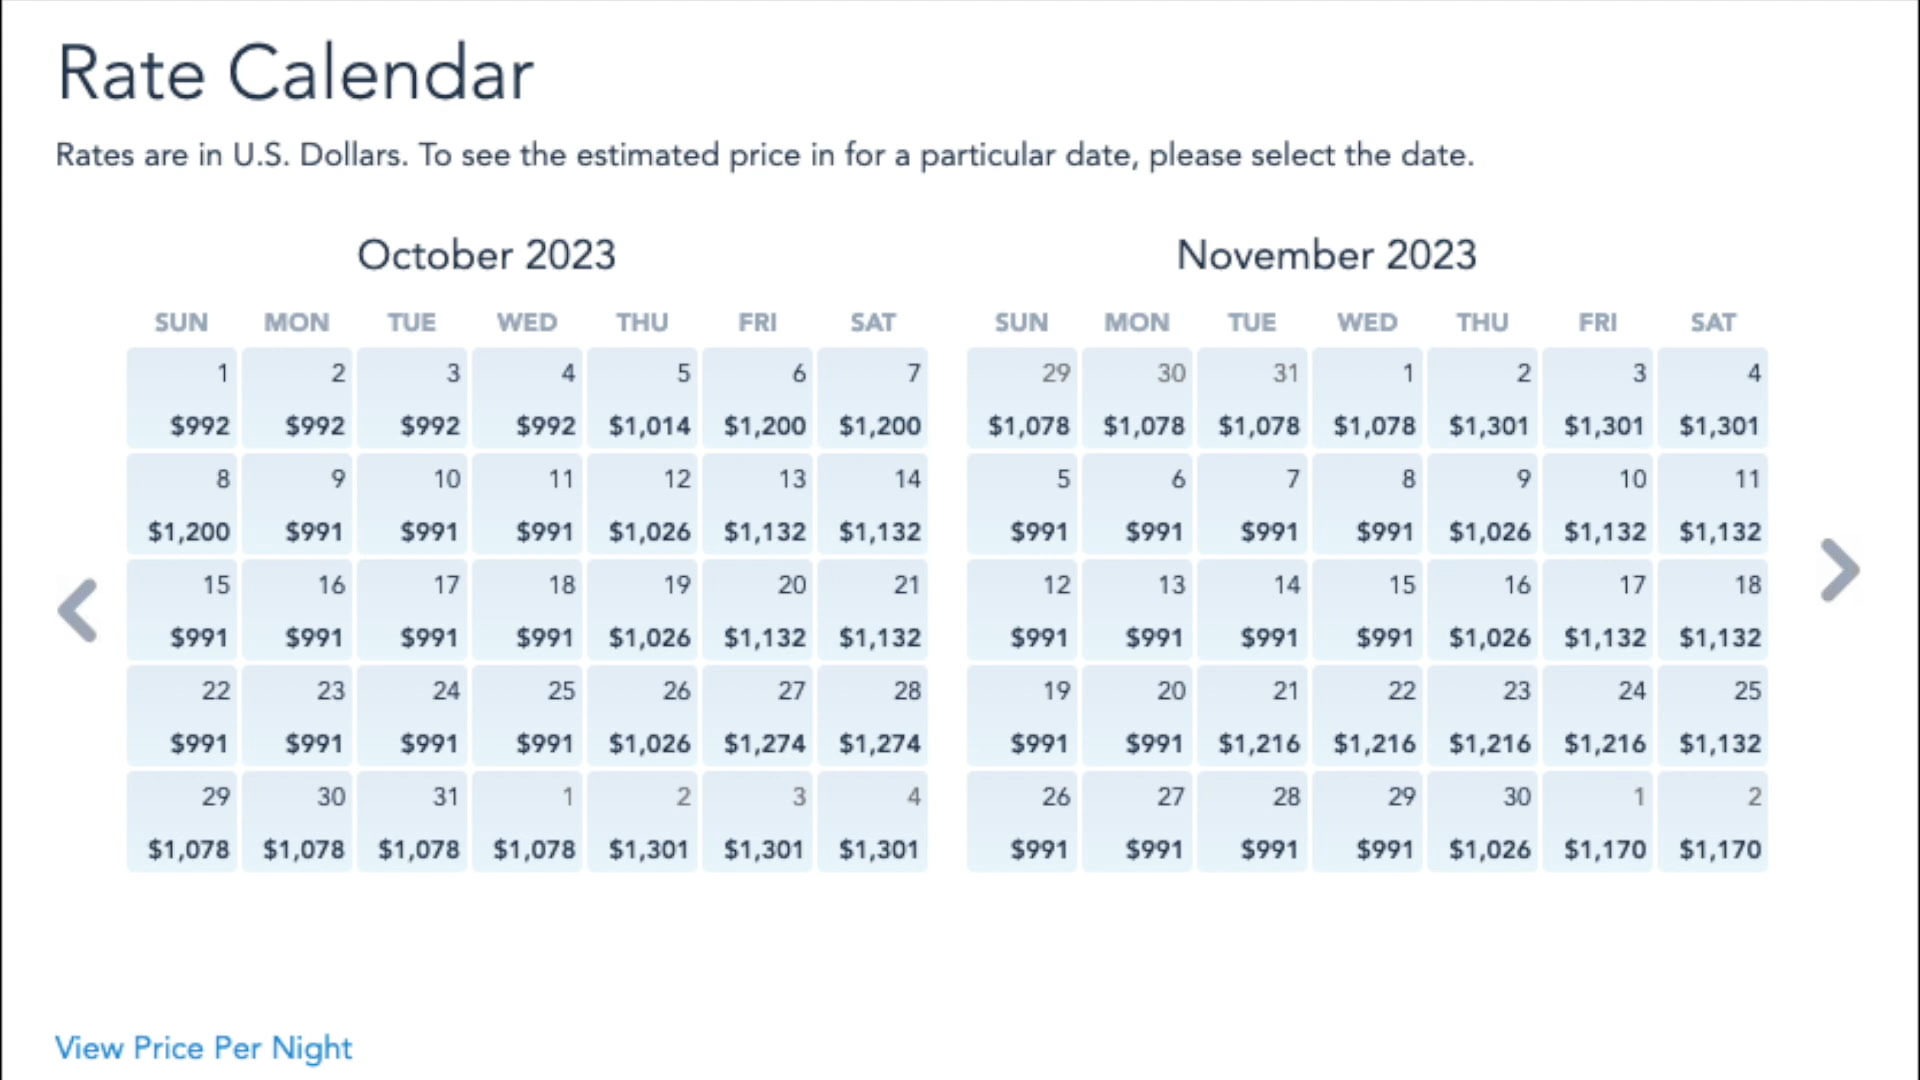 Rate Calendar
Rates are in U.S. Dollars. To see the estimated price in for a particular date, please select the date.
October 2023
SUN MON TUE WED THU FRI SAT
1 2 3 4 5 6 7
$992 $992 $992 $992 $1,014 $1,200 $1,200
8 9 10 11 12 13 14
$1,200 $991 $991 $991 $1,026 $1,132 $1,132
15 16 17 18 19 20 21
$991 $991 $991 $991 $1,026 $1,132 $1,132
22 23 24 25 26 27 28
$991 $991 $991 $991 $1,026 $1,274 $1,274
29 30 31 1 2 3 4
$1,078 $1,078 $1,078 $1,078 $1,301 $1,301 $1,301
November 2023
SUN MON TUE WED THU FRI SAT
29 30 31 1 2 3 4
$1,078 $1,078 $1,078 $1,078 $1,301 $1,301 $1,301
5 6 7 8 9 10 11
$991 $991 $991 $991 $1,026 $1,132 $1,132
12 13 14 15 16 17 18
$991 $991 $991 $991 $1,026 $1,132 $1,132
19 20 21 22 23 24 25
$991 $991 $1,216 $1,216 $1,216 $1,216 $1,132
26 27 28 29 30 1 2
$991 $991 $991 $991 $1,026 $1,170 $1,170
View Price Per Night